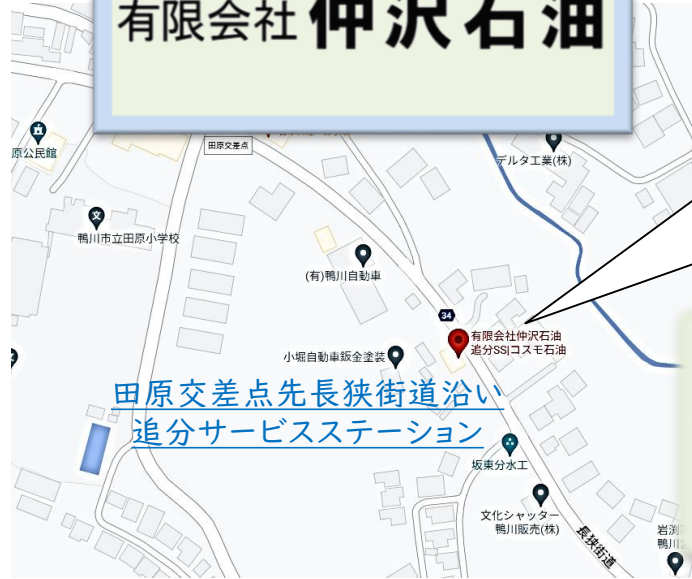 有限会社 仲沢石油
原公民館
田原交差点
デルタ工業(株)
鴨川市立田原小学校
(有)鴨川自動車
34
有限会社仲沢石油
追分SS|コスモ石油
小堀自動車鈑金塗装
田原交差点先長狭街道沿い
追分サービスステーション
坂東分水工
文化シャッター
鴨川販売(株)
長狭街道
岩渕
鴨川